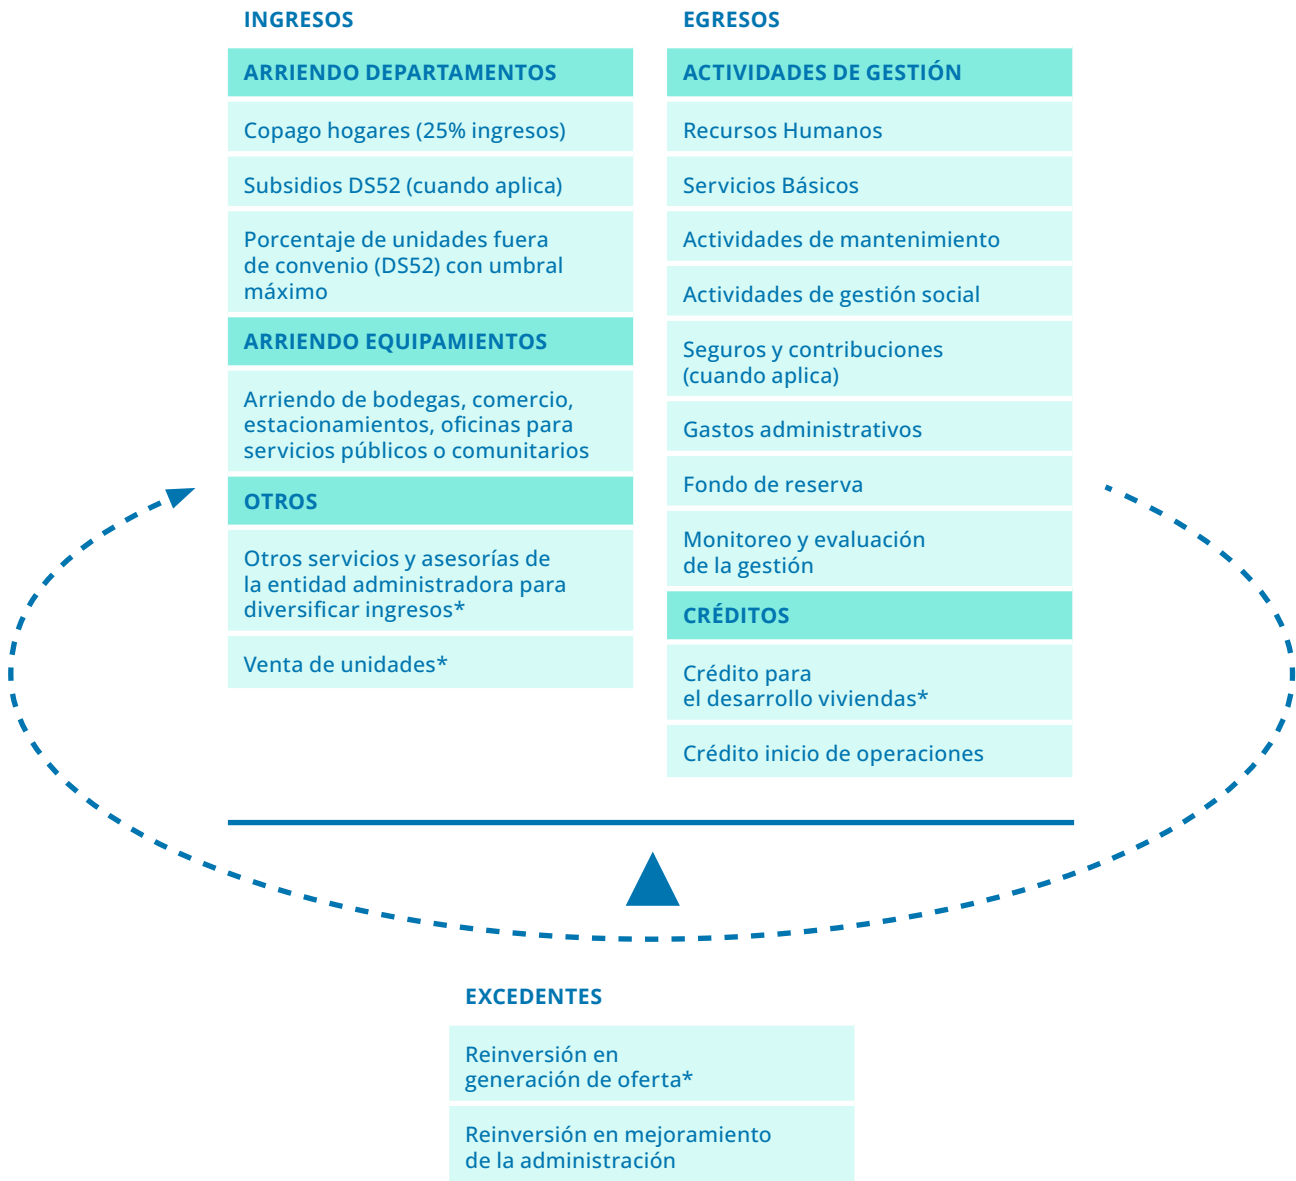 INGRESOS
ARRIENDO DEPARTAMENTOS
Copago hogares (25% ingresos)
Subsidios DS52 (cuando aplica)
Porcentaje de unidades fuera
de convenio (DS52) con umbral
máximo
ARRIENDO EQUIPAMIENTOS
Arriendo de bodegas, comercio,
estacionamientos, oficinas para
servicios públicos o comunitarios
OTROS
Otros servicios y asesorías de
la entidad administradora para
diversificar ingresos*
Venta de unidades*
EGRESOS
ACTIVIDADES DE GESTIÓN
Recursos Humanos
Servicios Básicos
Actividades de mantenimiento
Actividades de gestión social
Seguros y contribuciones
(cuando aplica)
Gastos administrativos
Fondo de reserva
Monitoreo y evaluación
de la gestión
CRÉDITOS
Crédito para
el desarrollo viviendas*
Crédito inicio de operaciones
EXCEDENTES
Reinversión en
generación de oferta*
Reinversión en mejoramiento
de la administración